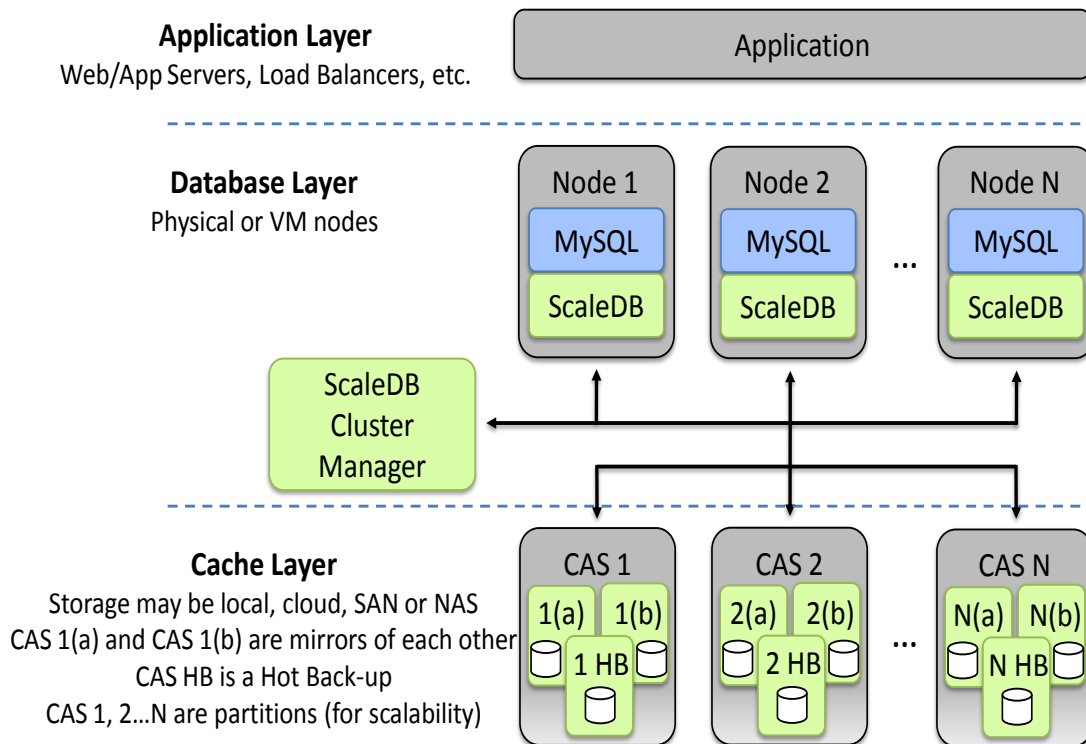 Application Layer
Web/App Servers, Load Balancers, etc.
Application
Database Layer
Physical or VM nodes
Node 1
MySQL
ScaleDB
Node 2
MySQL
ScaleDB
...
Node N
MySQL
ScaleDB
ScaleDB
Cluster
Manager
Cache Layer
Storage may be local, cloud, SAN or NAS
CAS 1(a) and CAS 1(b) are mirrors of each other
CAS HB is a Hot Back-up
CAS 1, 2...N are partitions (for scalability)
CAS 1
1(a)
1(b)
1 HB
CAS 2
2(a)
2(b)
2 HB
...
CAS N
N(a)
N(b)
N HB